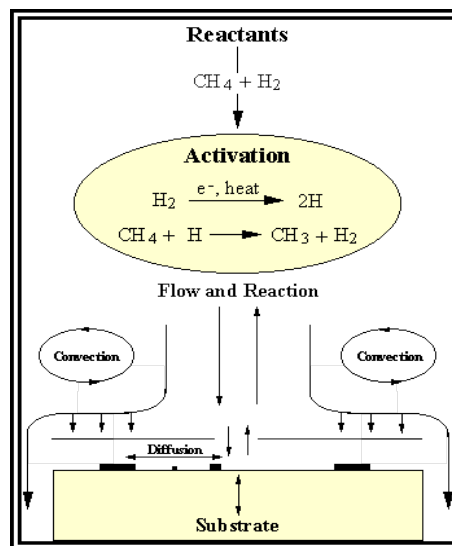 Reactants
CH₄ + H₂
Activation
e⁻, heat
H₂ → 2H
CH₄ + H → CH₃ + H₂
Flow and Reaction
Convection Convection
Diffusion
Substrate